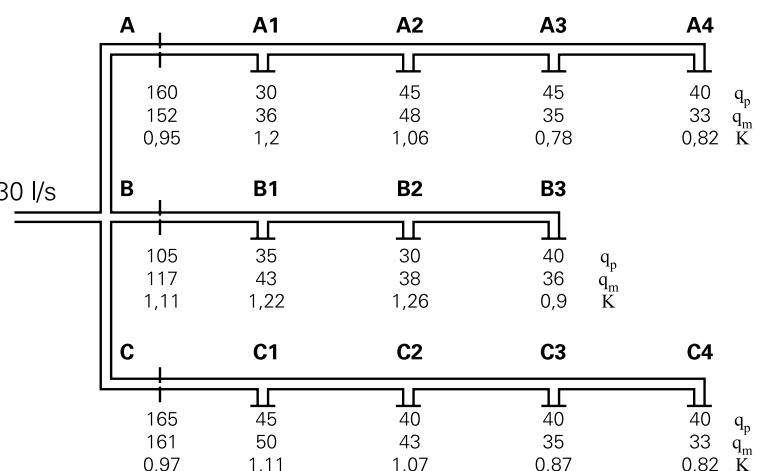 A A1 A2 A3 A4
160 30 45 45 40 qp
152 36 48 35 33 qm
0,95 1,2 1,06 0,78 0,82 K
30 l/s
B B1 B2 B3
105 35 30 40 qp
117 43 38 36 qm
1,11 1,22 1,26 0,9 K
C C1 C2 C3 C4
165 45 40 40 40 qp
161 50 43 35 33 qm
0,97 1,11 1,07 0,87 0,82 K